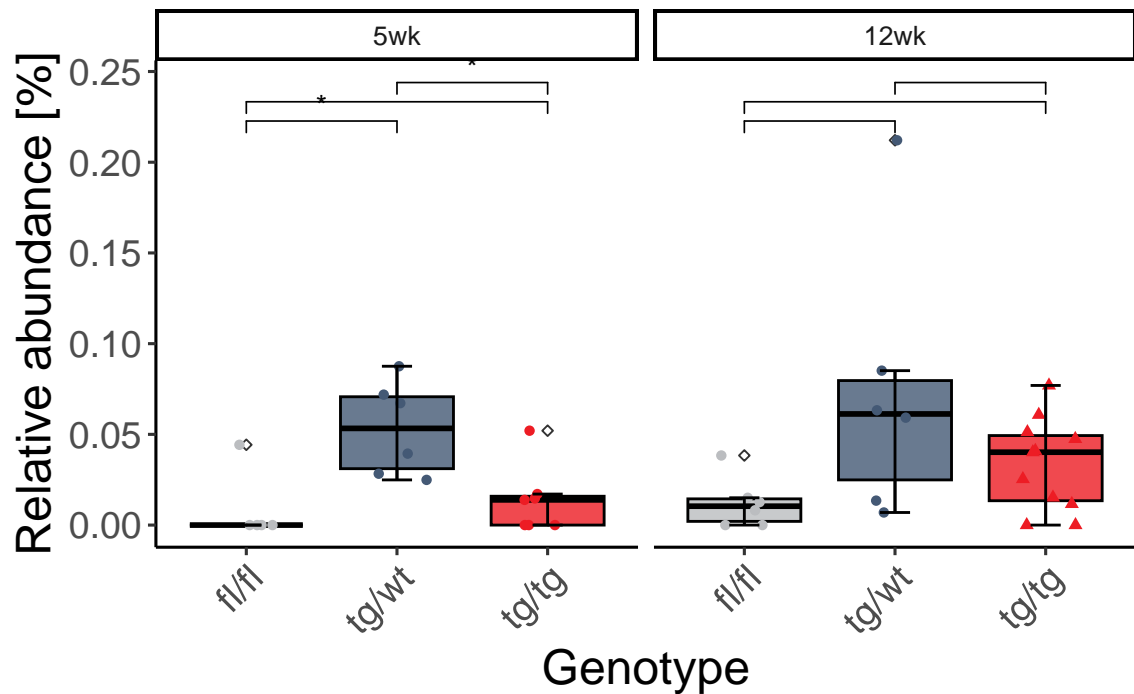 5wk
12wk
Relative abundance [%]
0.25
0.20
0.15
0.10
0.05
0.00
*
*
fl/fl
tg/wt
tg/tg
fl/fl
tg/wt
tg/tg
Genotype